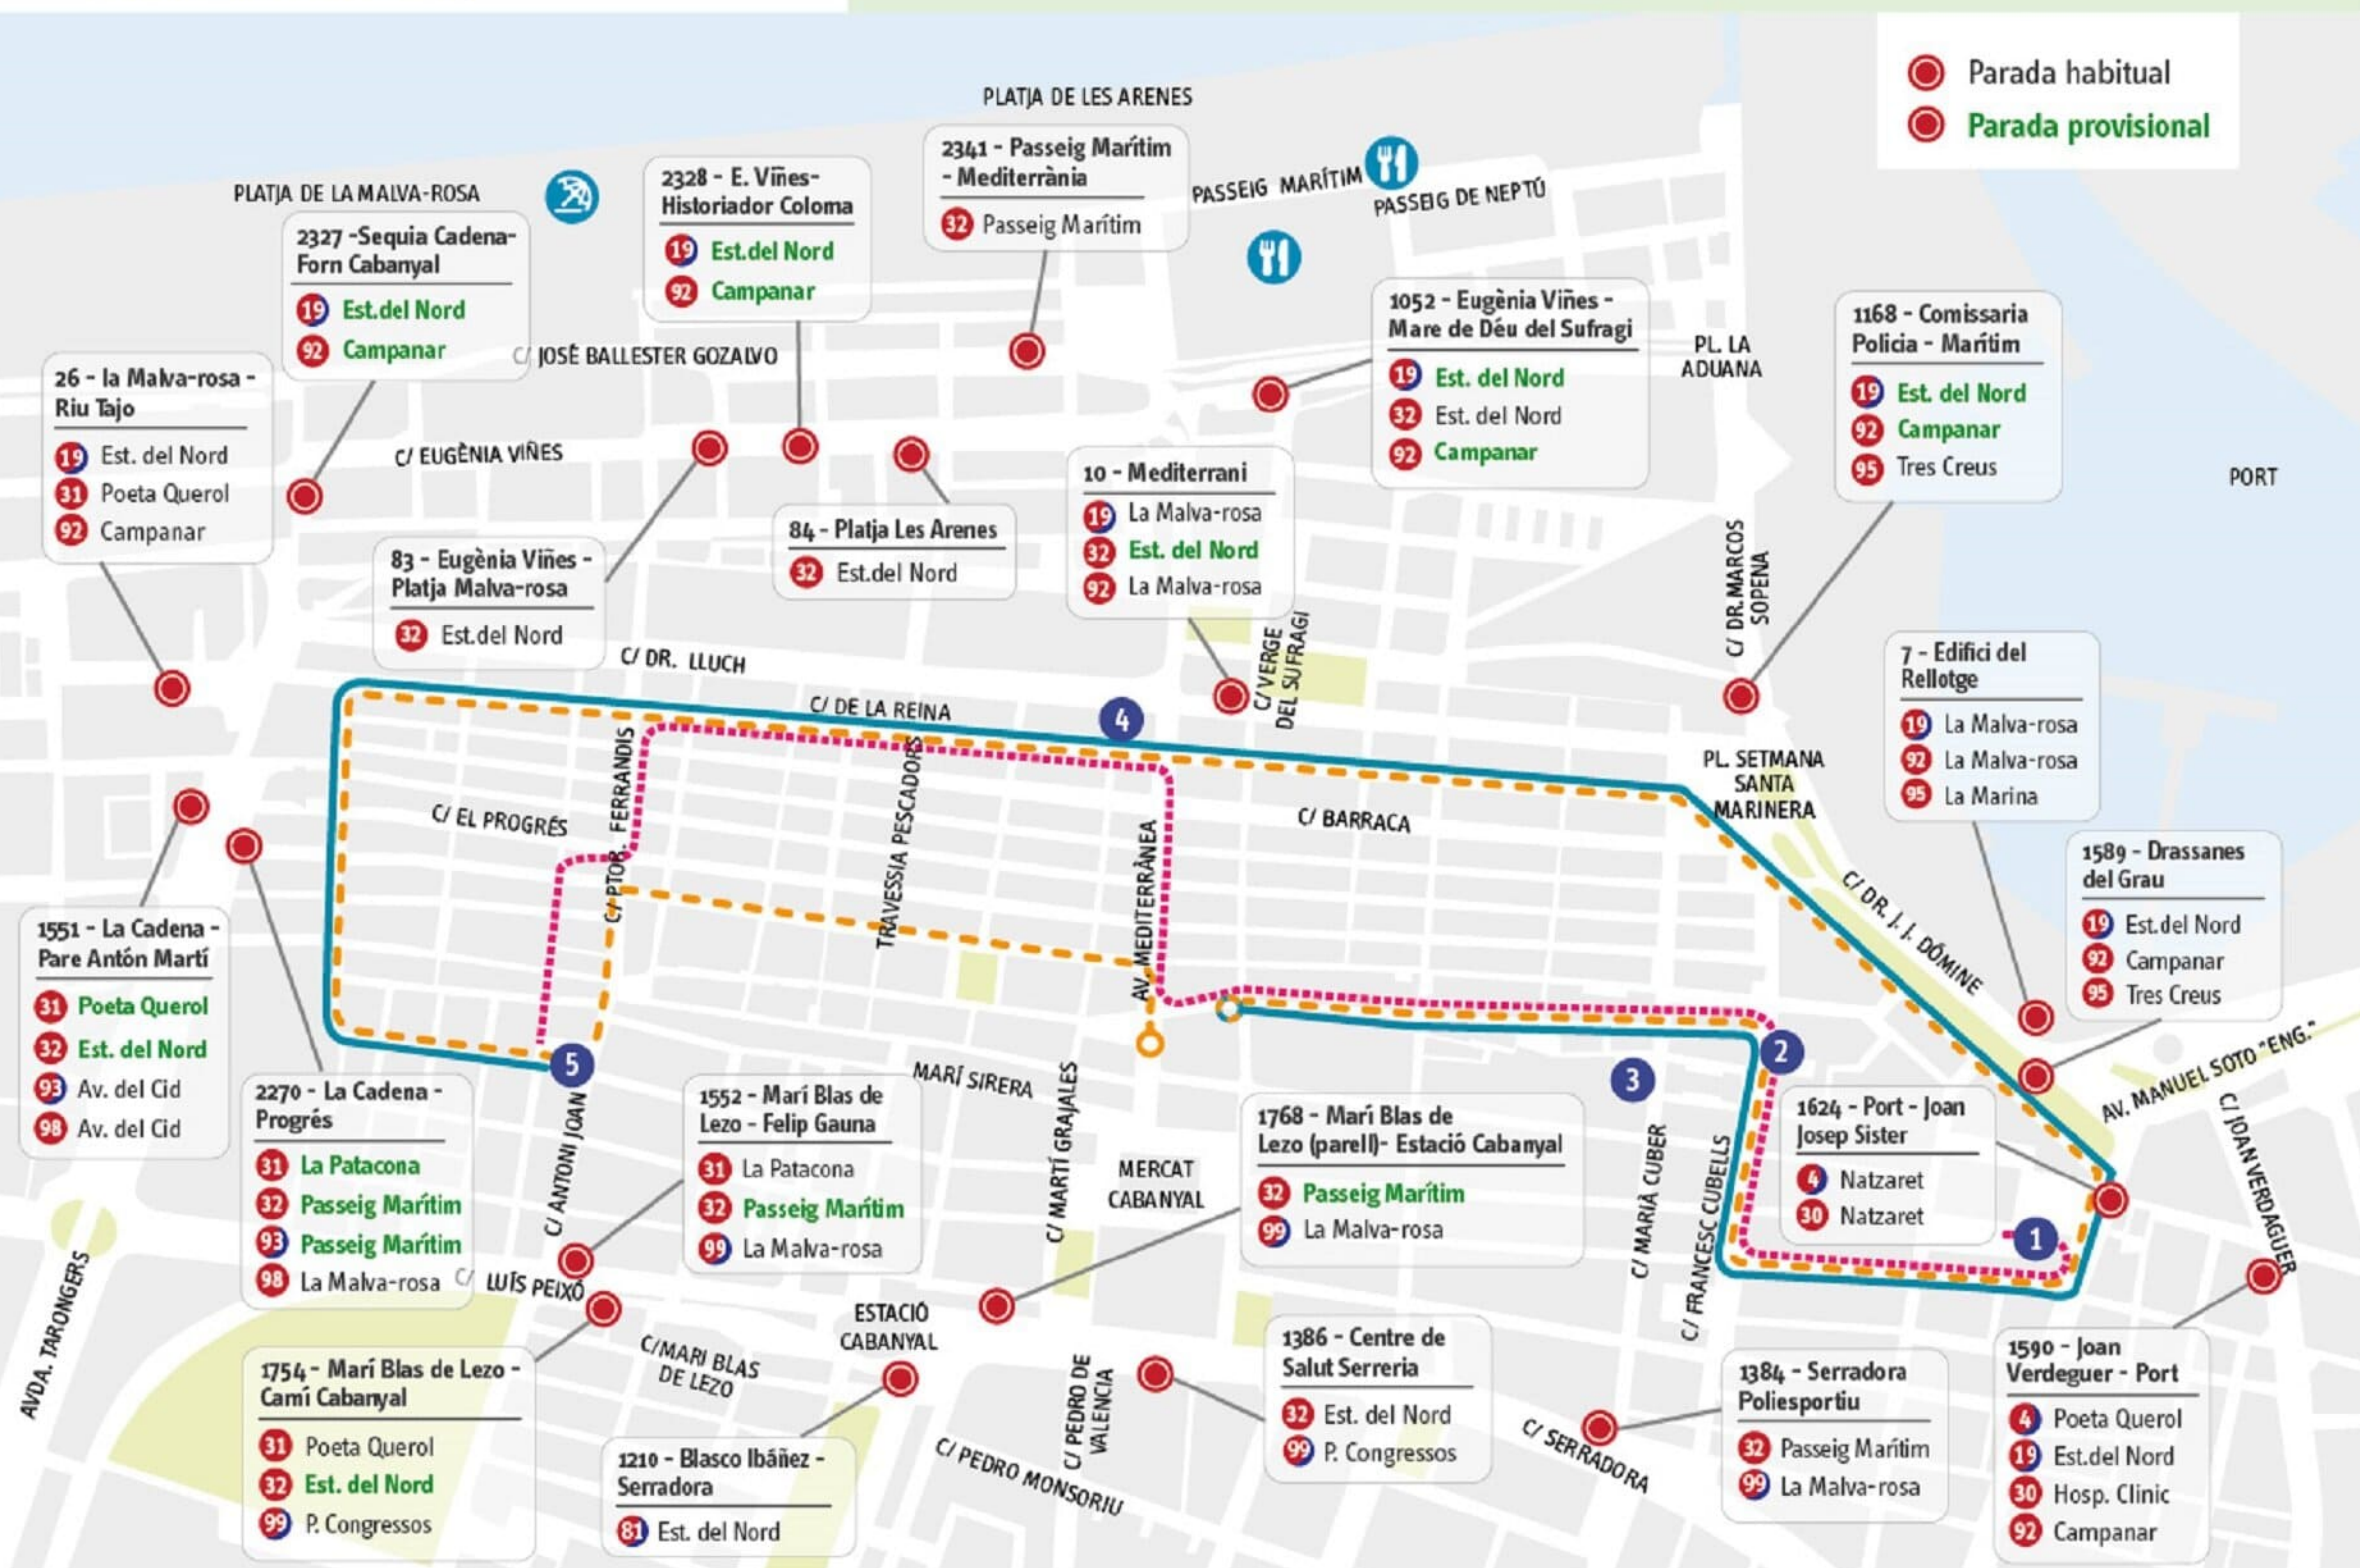 Parada habitual
Parada provisional
PLATJA DE LES ARENES
PLATJA DE LA MALVA-ROSA
PASSEIG MARÍTIM
PASSEIG DE NEPTÚ
2341 - Passeig Marítim
- Mediterrània
32 Passeig Marítim
2328 - E. Viñes-
Historiador Coloma
19 Est.del Nord
92 Campanar
2327 -Sequia Cadena-
Forn Cabanyal
19 Est.del Nord
92 Campanar
C/ JOSÉ BALLESTER GOZALVO
26 - la Malva-rosa -
Riu Tajo
19 Est. del Nord
31 Poeta Querol
92 Campanar
C/ EUGÈNIA VIÑES
1052 - Eugènia Viñes -
Mare de Déu del Sufragi
19 Est. del Nord
32 Est. del Nord
92 Campanar
PL. LA
ADUANA
1168 - Comissaria
Policia - Marítim
19 Est. del Nord
92 Campanar
95 Tres Creus
PORT
83 - Eugènia Viñes -
Platja Malva-rosa
32 Est.del Nord
84 - Platja Les Arenes
32 Est.del Nord
10 - Mediterrani
19 La Malva-rosa
32 Est. del Nord
92 La Malva-rosa
C/ DR.MARCOS
SOPENA
C/ VERGE
DEL SUFRAGI
C/ DR. LLUCH
C/ DE LA REINA
4
7 - Edifici del
Rellotge
19 La Malva-rosa
92 La Malva-rosa
95 La Marina
PL. SETMANA
SANTA
MARINERA
C/ EL PROGRÉS
C/ PTOR. FERRANDIS
TRAVESSIA PESCADORS
AV. MEDITERRÀNEA
C/ BARRACA
C/ DR. J. J. DÓMINE
1589 - Drassanes
del Grau
19 Est.del Nord
92 Campanar
95 Tres Creus
AV. MANUEL SOTO "ENG."
C/ JOAN VERDAGUER
1551 - La Cadena -
Pare Antón Martí
31 Poeta Querol
32 Est. del Nord
93 Av. del Cid
98 Av. del Cid
2270 - La Cadena -
Progrés
31 La Patacona
32 Passeig Marítim
93 Passeig Marítim
98 La Malva-rosa
5
C/ ANTONI JOAN
1552 - Marí Blas de
Lezo - Felip Gauna
31 La Patacona
32 Passeig Marítim
99 La Malva-rosa
MARÍ SIRERA
C/ MARTÍ GRAJALES
MERCAT
CABANYAL
1768 - Marí Blas de
Lezo (parell)- Estació Cabanyal
32 Passeig Marítim
99 La Malva-rosa
3
2
C/ MARIÀ CUBER
C/ FRANCESC CUBELLS
1624 - Port - Joan
Josep Sister
4 Natzaret
30 Natzaret
1
AVDA. TARONGERS
C/ LUÍS PEIXÓ
1754 - Marí Blas de Lezo -
Camí Cabanyal
31 Poeta Querol
32 Est. del Nord
99 P. Congressos
C/MARI BLAS
DE LEZO
ESTACIÓ
CABANYAL
1210 - Blasco Ibáñez -
Serradora
81 Est. del Nord
C/ PEDRO MONSORIU
C/ PEDRO DE
VALENCIA
1386 - Centre de
Salut Serreria
32 Est. del Nord
99 P. Congressos
C/ SERRADORA
1384 - Serradora
Poliesportiu
32 Passeig Marítim
99 La Malva-rosa
1590 - Joan
Verdeguer - Port
4 Poeta Querol
19 Est.del Nord
30 Hosp. Clinic
92 Campanar